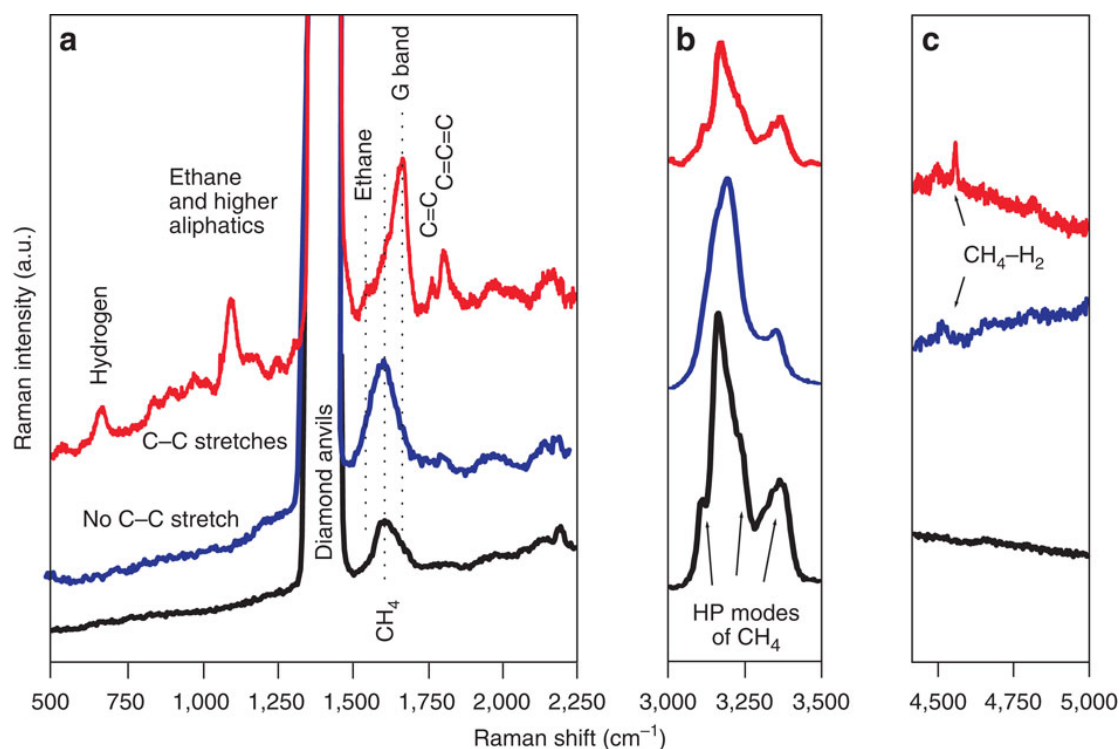 a
b
c
Raman intensity (a.u.)
Ethane
and higher
aliphatics
Hydrogen
C–C stretches
No C–C stretch
Diamond anvils
Ethane
G band
C=C
C=C=C=C
CH₄
HP modes
of CH₄
CH₄–H₂
500 750 1,000 1,250 1,500 1,750 2,000 2,250
3,000 3,250 3,500
4,500 4,750 5,000
Raman shift (cm⁻¹)